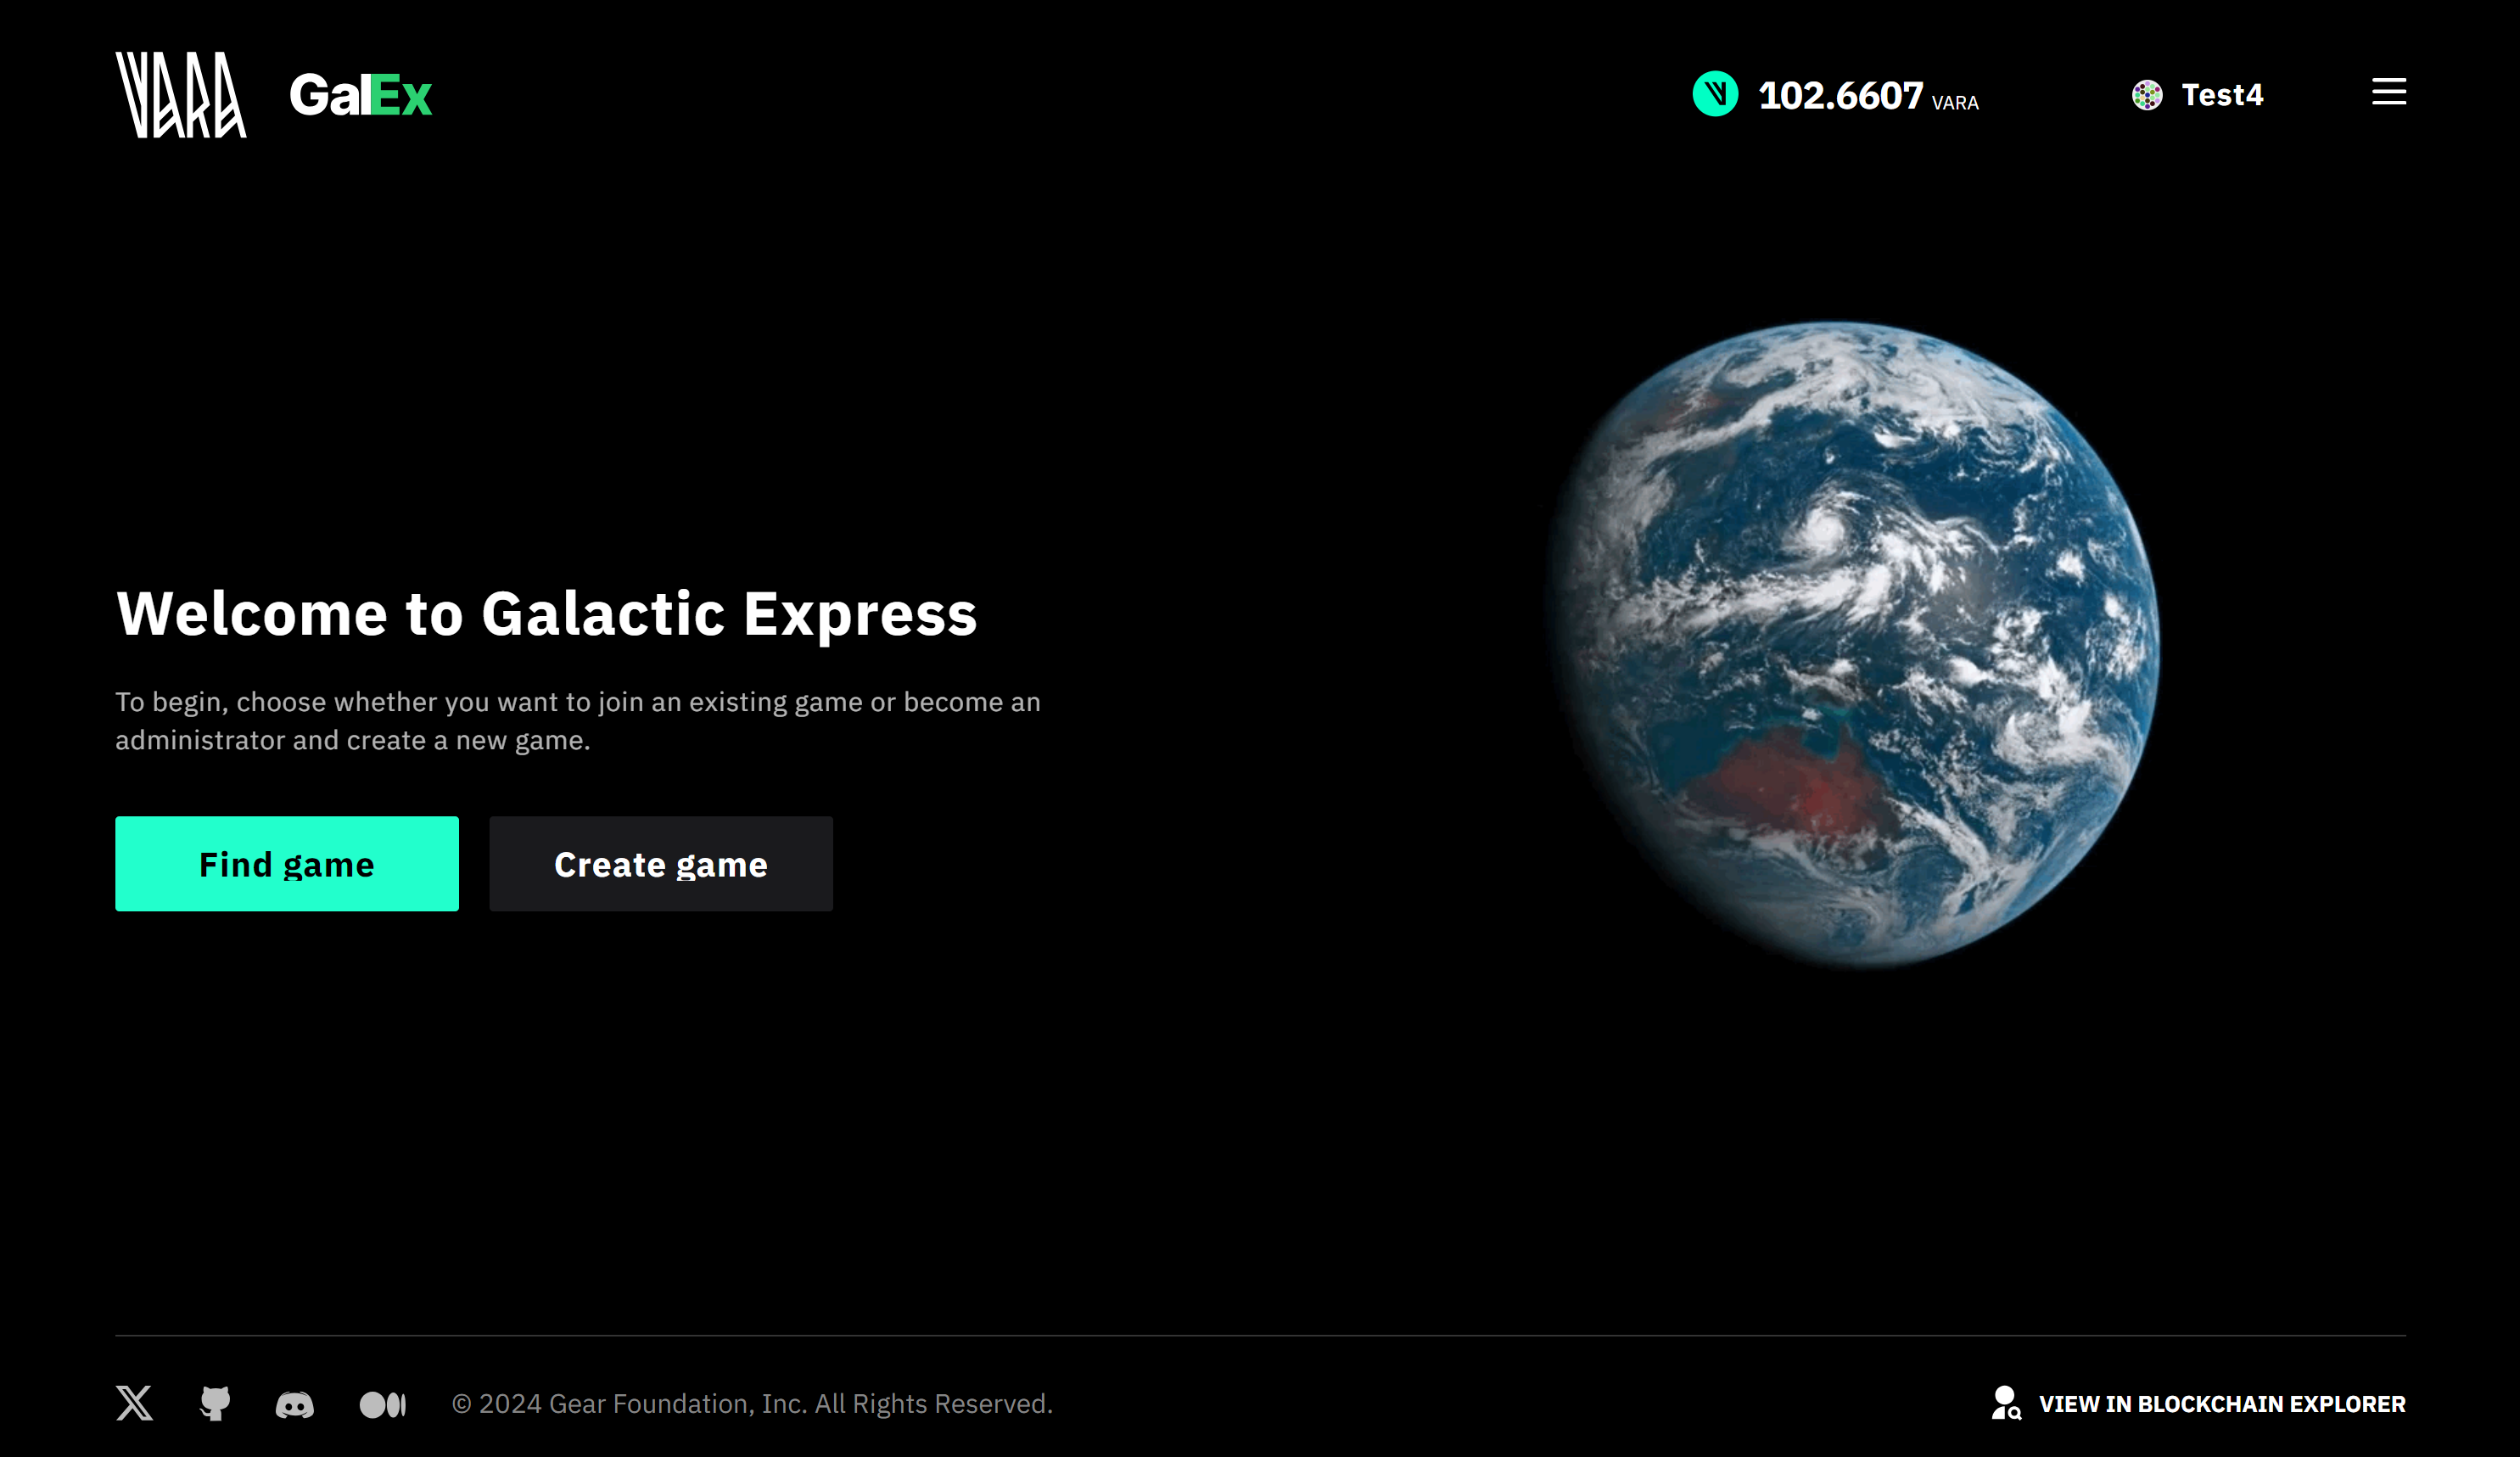 VARA
GalEx
102.6607 VARA
Test4
Welcome to Galactic Express
To begin, choose whether you want to join an existing game or become an
administrator and create a new game.
Find game
Create game
© 2024 Gear Foundation, Inc. All Rights Reserved.
VIEW IN BLOCKCHAIN EXPLORER